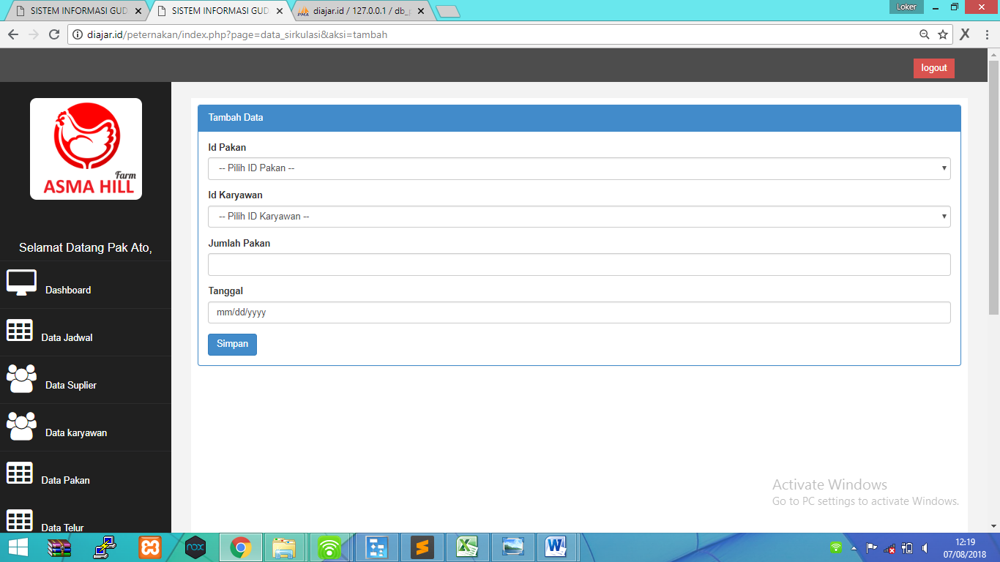 SISTEM INFORMASI GUD
SISTEM INFORMASI GUD
PMA diajar.id / 127.0.0.1 / db_p
Loker
diajar.id/peternakan/index.php?page=data_sirkulasi&aksi=tambah
logout
Farm
ASMA HILL
Selamat Datang Pak Ato,
Dashboard
Data Jadwal
Data Suplier
Data karyawan
Data Pakan
Data Telur
Tambah Data
Id Pakan
-- Pilih ID Pakan --
Id Karyawan
-- Pilih ID Karyawan --
Jumlah Pakan
Tanggal
mm/dd/yyyy
Simpan
Activate Windows
Go to PC settings to activate Windows.
nox
12:19
07/08/2018